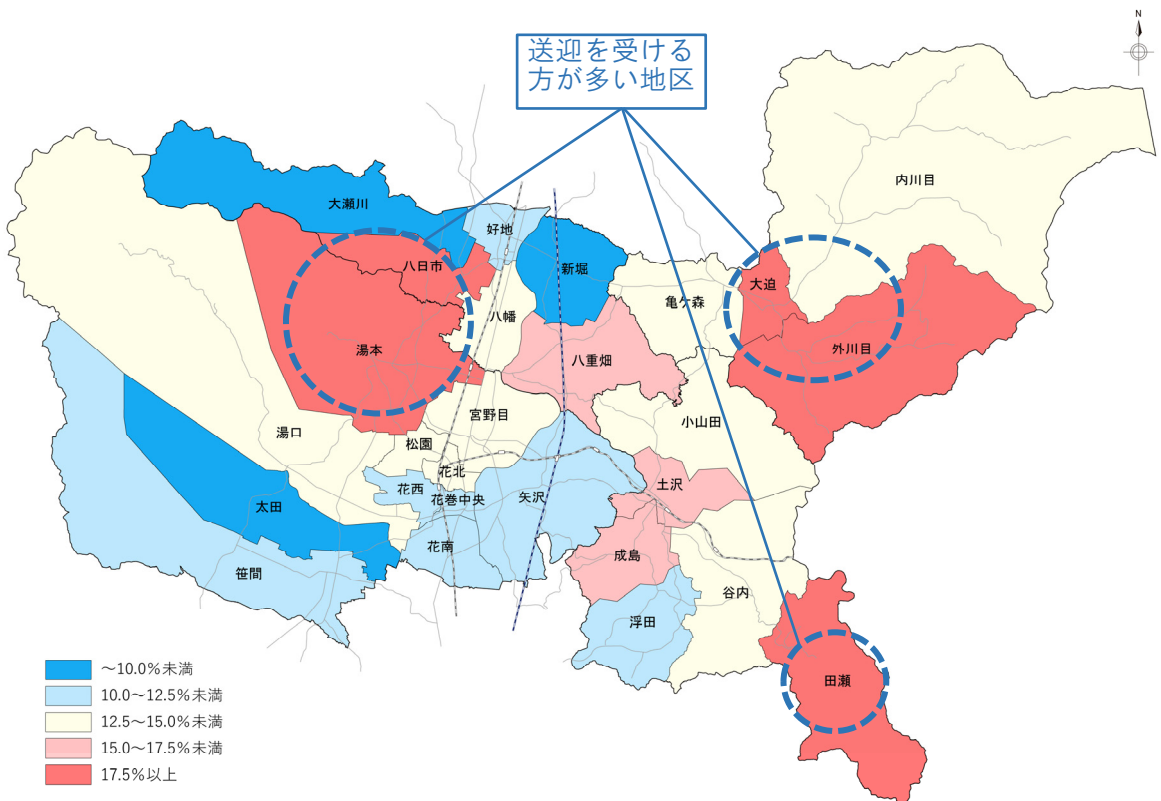 N
送迎を受ける
方が多い地区
内川目
大瀬川
好地
新堀
八日市
大迫
亀ケ森
八幡
外川目
湯本
八重畑
宮野目
小山田
湯口
松園
花北
土沢
花西
花巻中央
矢沢
太田
花南
成島
笹間
谷内
浮田
田瀬
～10.0%未満
10.0～12.5%未満
12.5～15.0%未満
15.0～17.5%未満
17.5%以上